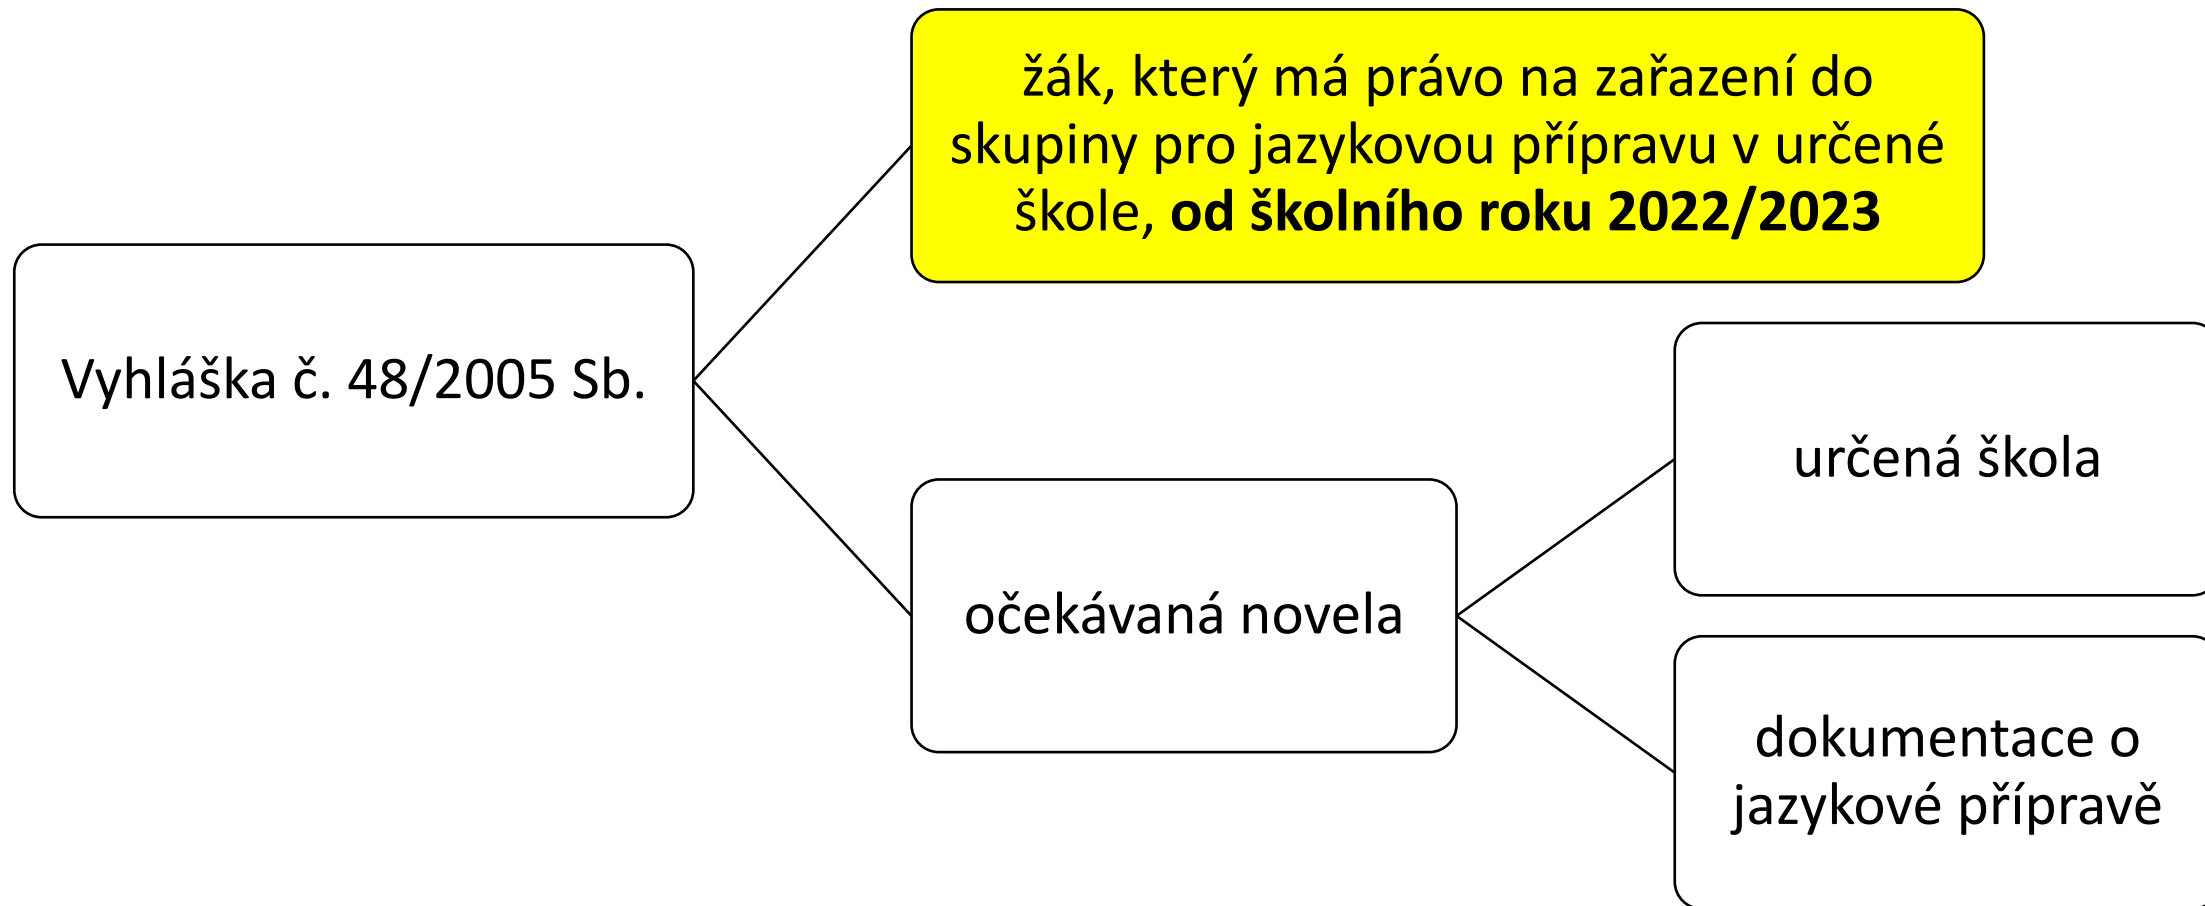 žák, který má právo na zařazení do
skupiny pro jazykovou přípravu v určené
škole, od školního roku 2022/2023
Vyhláška č. 48/2005 Sb.
určená škola
očekávaná novela
dokumentace o
jazykové přípravě